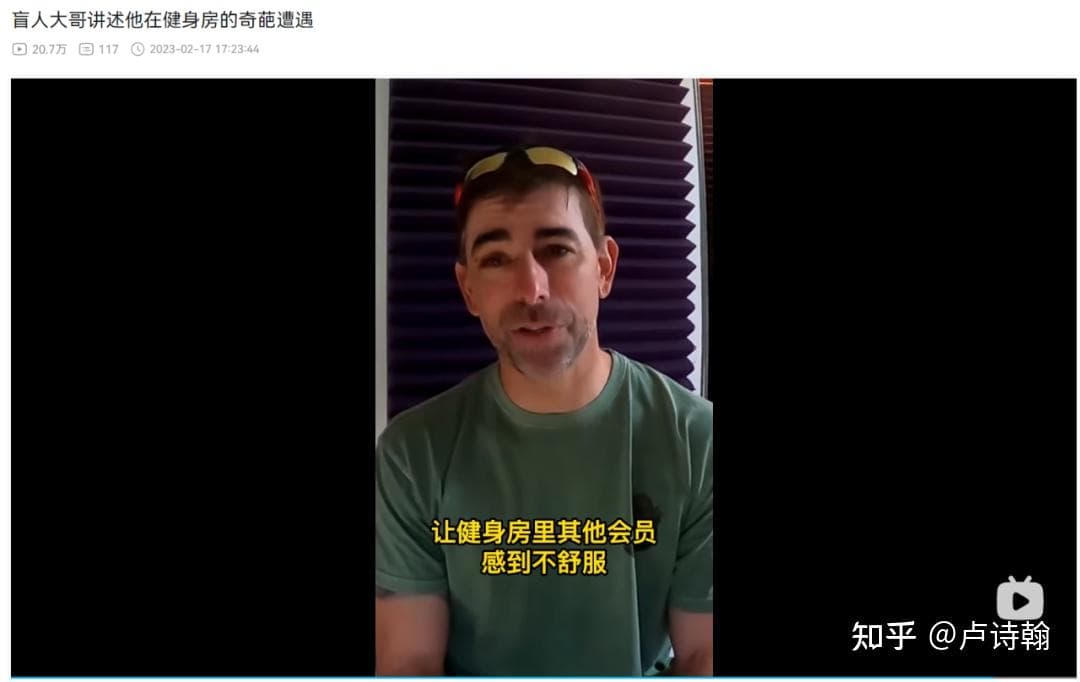 盲人大哥讲述他在健身房的奇葩遭遇
20.7万 117 2023-02-17 17:23:44
让健身房里其他会员
感到不舒服
知乎 @卢诗翰